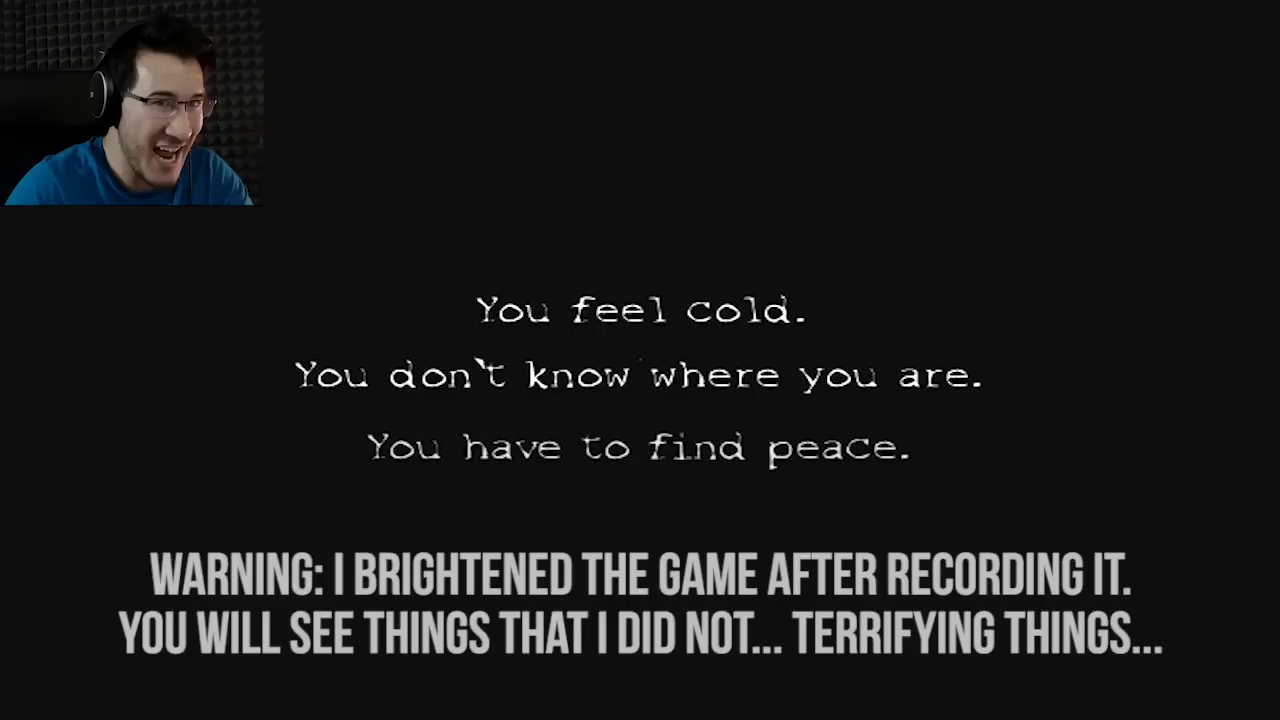 You feel cold.
You don't know where you are.
You have to find peace.
WARNING: I BRIGHTENED THE GAME AFTER RECORDING IT.
YOU WILL SEE THINGS THAT I DID NOT... TERRIFYING THINGS...